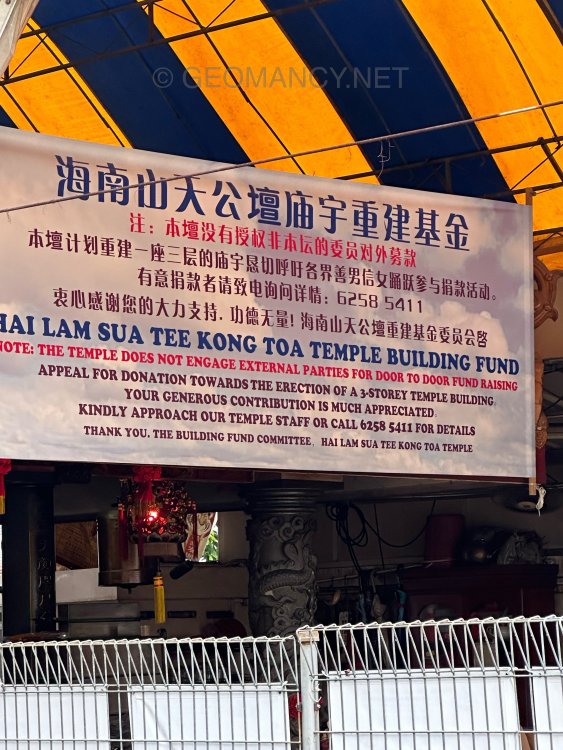 © GEOMANCY.NET
海南山天公壇庙宇重建基金
注：本壇没有授权非本坛的委员对外募款
本壇计划重建一座三层的庙宇恳切呼吁各界善男信女踊跃参与捐款活动。
有意捐款者请致电询问详情：6258 5411
衷心感谢您的大力支持. 功德无量! 海南山天公壇重建基金委员会啓
HAI LAM SUA TEE KONG TOA TEMPLE BUILDING FUND
NOTE: THE TEMPLE DOES NOT ENGAGE EXTERNAL PARTIES FOR DOOR TO DOOR FUND RAISING
APPEAL FOR DONATION TOWARDS THE ERECTION OF A 3-STOREY TEMPLE BUILDING.
YOUR GENEROUS CONTRIBUTION IS MUCH APPRECIATED.
KINDLY APPROACH OUR TEMPLE STAFF OR CALL 6258 5411 FOR DETAILS
THANK YOU. THE BUILDING FUND COMMITTEE, HAI LAM SUA TEE KONG TOA TEMPLE